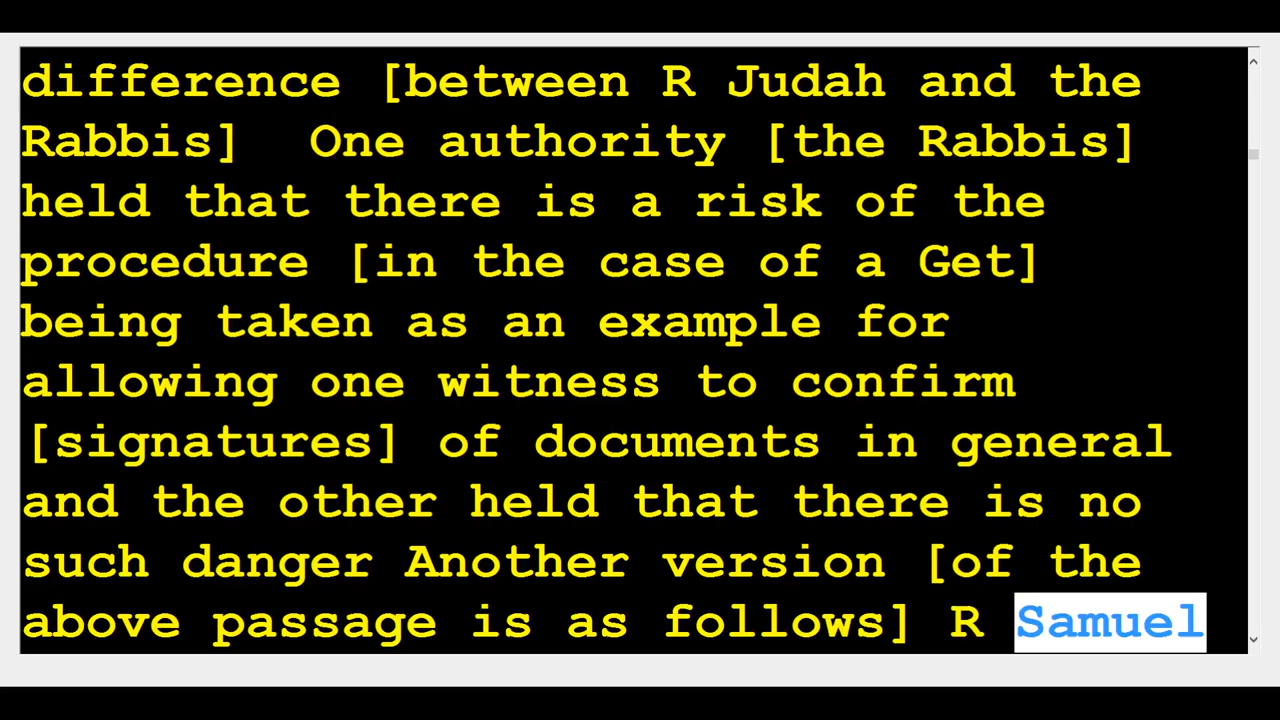 difference [between R Judah and the
Rabbis]  One authority [the Rabbis]
held that there is a risk of the
procedure [in the case of a Get]
being taken as an example for
allowing one witness to confirm
[signatures] of documents in general
and the other held that there is no
such danger Another version [of the
above passage is as follows] R Samuel